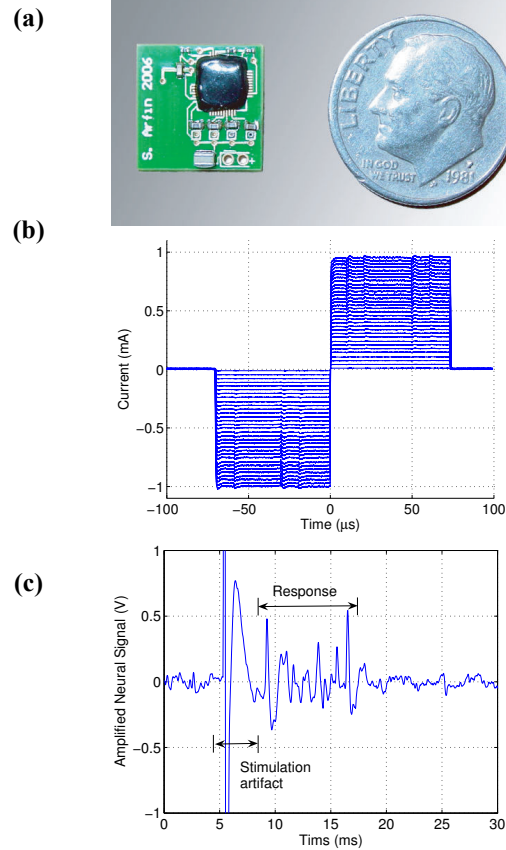 (a)
S. Arfin 2006
+
LIBERTY
IN GOD
WE TRUST
1981
(b)
1
0.5
0
−0.5
−1
Current (mA)
−100
−50
0
50
100
Time (μs)
(c)
1
0.5
0
−0.5
−1
Amplified Neural Signal (V)
Response
Stimulation
artifact
0
5
10
15
20
25
30
Tims (ms)